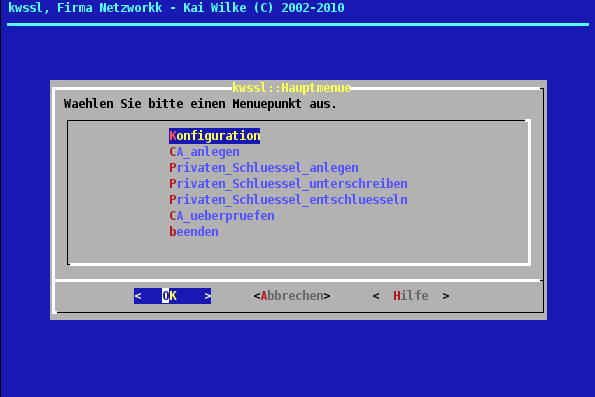 kwssl, Firma Netzworkk - Kai Wilke (C) 2002-2010
kwssl::Hauptmenue
Waehlen Sie bitte einen Menuepunkt aus.
Konfiguration
CA_anlegen
Privaten_Schluessel_anlegen
Privaten_Schluessel_unterschreiben
Privaten_Schluessel_entschluesseln
CA_ueberpruefen
beenden
< OK > <Abbrechen> < Hilfe >